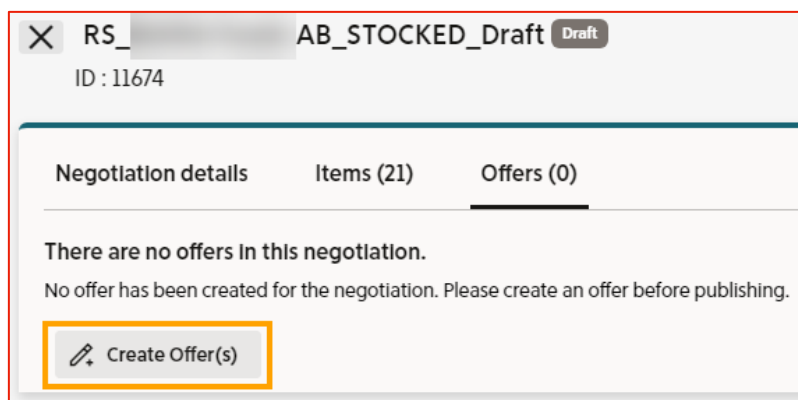 RS_ AB_STOCKED_Draft Draft
ID : 11674
Negotiation details Items (21) Offers (0)
There are no offers in this negotiation.
No offer has been created for the negotiation. Please create an offer before publishing.
Create Offer(s)